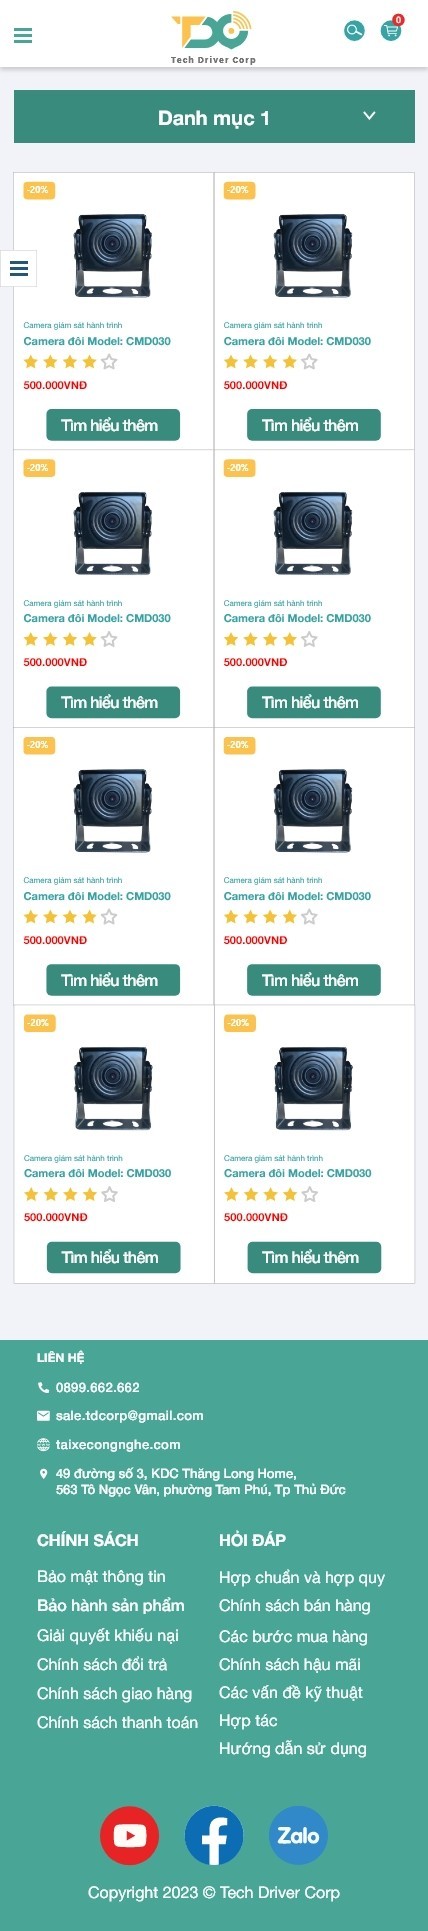 TDC
0
Tech Driver Corp
Danh mục 1
-20%
-20%
Camera giám sát hành trình
Camera giám sát hành trình
Camera đôi Model: CMD030
Camera đôi Model: CMD030
500.000VNĐ
500.000VNĐ
Tìm hiểu thêm
Tìm hiểu thêm
-20%
-20%
Camera giám sát hành trình
Camera giám sát hành trình
Camera đôi Model: CMD030
Camera đôi Model: CMD030
500.000VNĐ
500.000VNĐ
Tìm hiểu thêm
Tìm hiểu thêm
-20%
-20%
Camera giám sát hành trình
Camera giám sát hành trình
Camera đôi Model: CMD030
Camera đôi Model: CMD030
500.000VNĐ
500.000VNĐ
Tìm hiểu thêm
Tìm hiểu thêm
-20%
-20%
Camera giám sát hành trình
Camera giám sát hành trình
Camera đôi Model: CMD030
Camera đôi Model: CMD030
500.000VNĐ
500.000VNĐ
Tìm hiểu thêm
Tìm hiểu thêm
LIÊN HỆ
0899.662.662
sale.tdcorp@gmail.com
taixecongnghe.com
49 đường số 3, KDC Thăng Long Home,
563 Tô Ngọc Vân, phường Tam Phú, Tp Thủ Đức
CHÍNH SÁCH
Bảo mật thông tin
Bảo hành sản phẩm
Giải quyết khiếu nại
Chính sách đổi trả
Chính sách giao hàng
Chính sách thanh toán
HỎI ĐÁP
Hợp chuẩn và hợp quy
Chính sách bán hàng
Các bước mua hàng
Chính sách hậu mãi
Các vấn đề kỹ thuật
Hợp tác
Hướng dẫn sử dụng
Zalo
Copyright 2023 © Tech Driver Corp